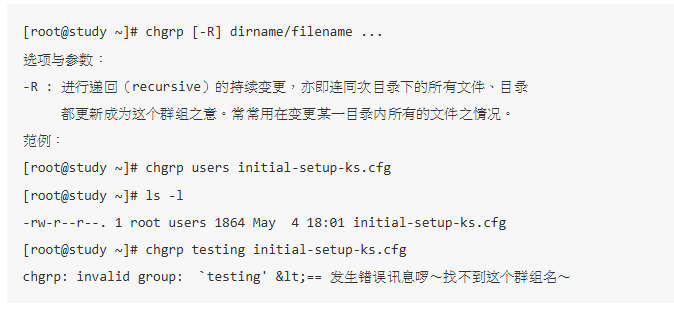 [root@study ~]# chgrp [-R] dirname/filename ...
选项与参数：
-R : 进行递回（recursive）的持续变更，亦即连同次目录下的所有文件、目录
都更新成为这个群组之意。常常用在变更某一目录内所有的文件之情况。
范例：
[root@study ~]# chgrp users initial-setup-ks.cfg
[root@study ~]# ls -l
-rw-r--r--. 1 root users 1864 May  4 18:01 initial-setup-ks.cfg
[root@study ~]# chgrp testing initial-setup-ks.cfg
chgrp: invalid group:  `testing' &lt;== 发生错误讯息啰～找不到这个群组名～